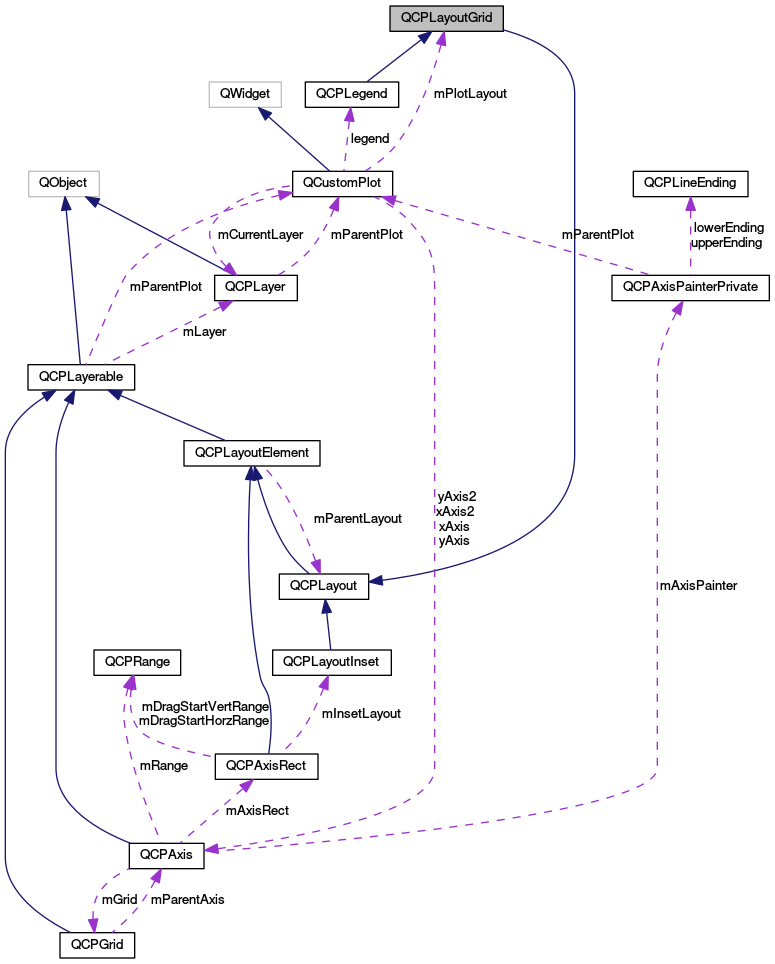 QCPLayoutGrid
QWidget
QCPLegend
mPlotLayout
legend
QObject
QCustomPlot
QCPLineEnding
mCurrentLayer
mParentPlot
mParentPlot
lowerEnding
upperEnding
mParentPlot
QCPLayer
QCPAxisPainterPrivate
mLayer
QCPLayerable
QCPLayoutElement
yAxis2
xAxis2
xAxis
yAxis
mParentLayout
QCPLayout
mAxisPainter
QCPRange
QCPLayoutInset
mDragStartVertRange
mDragStartHorzRange
mInsetLayout
mRange
QCPAxisRect
mAxisRect
QCPAxis
mGrid
mParentAxis
QCPGrid